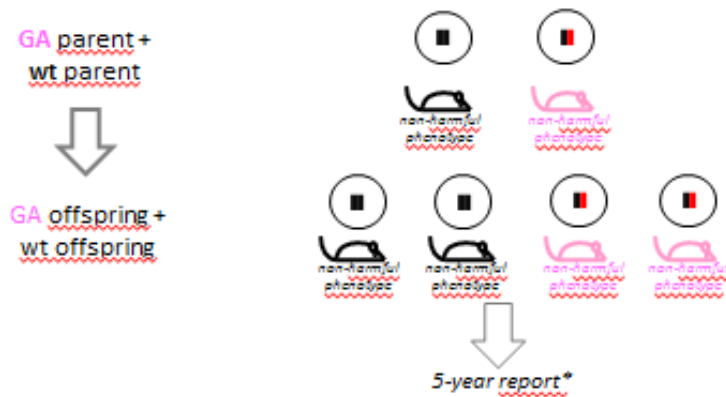 GA parent +
wt parent
non-harmful
phenotype
non-harmful
phenotype
GA offspring +
wt offspring
non-harmful
phenotype
non-harmful
phenotype
non-harmful
phenotype
non-harmful
phenotype
5-year report*